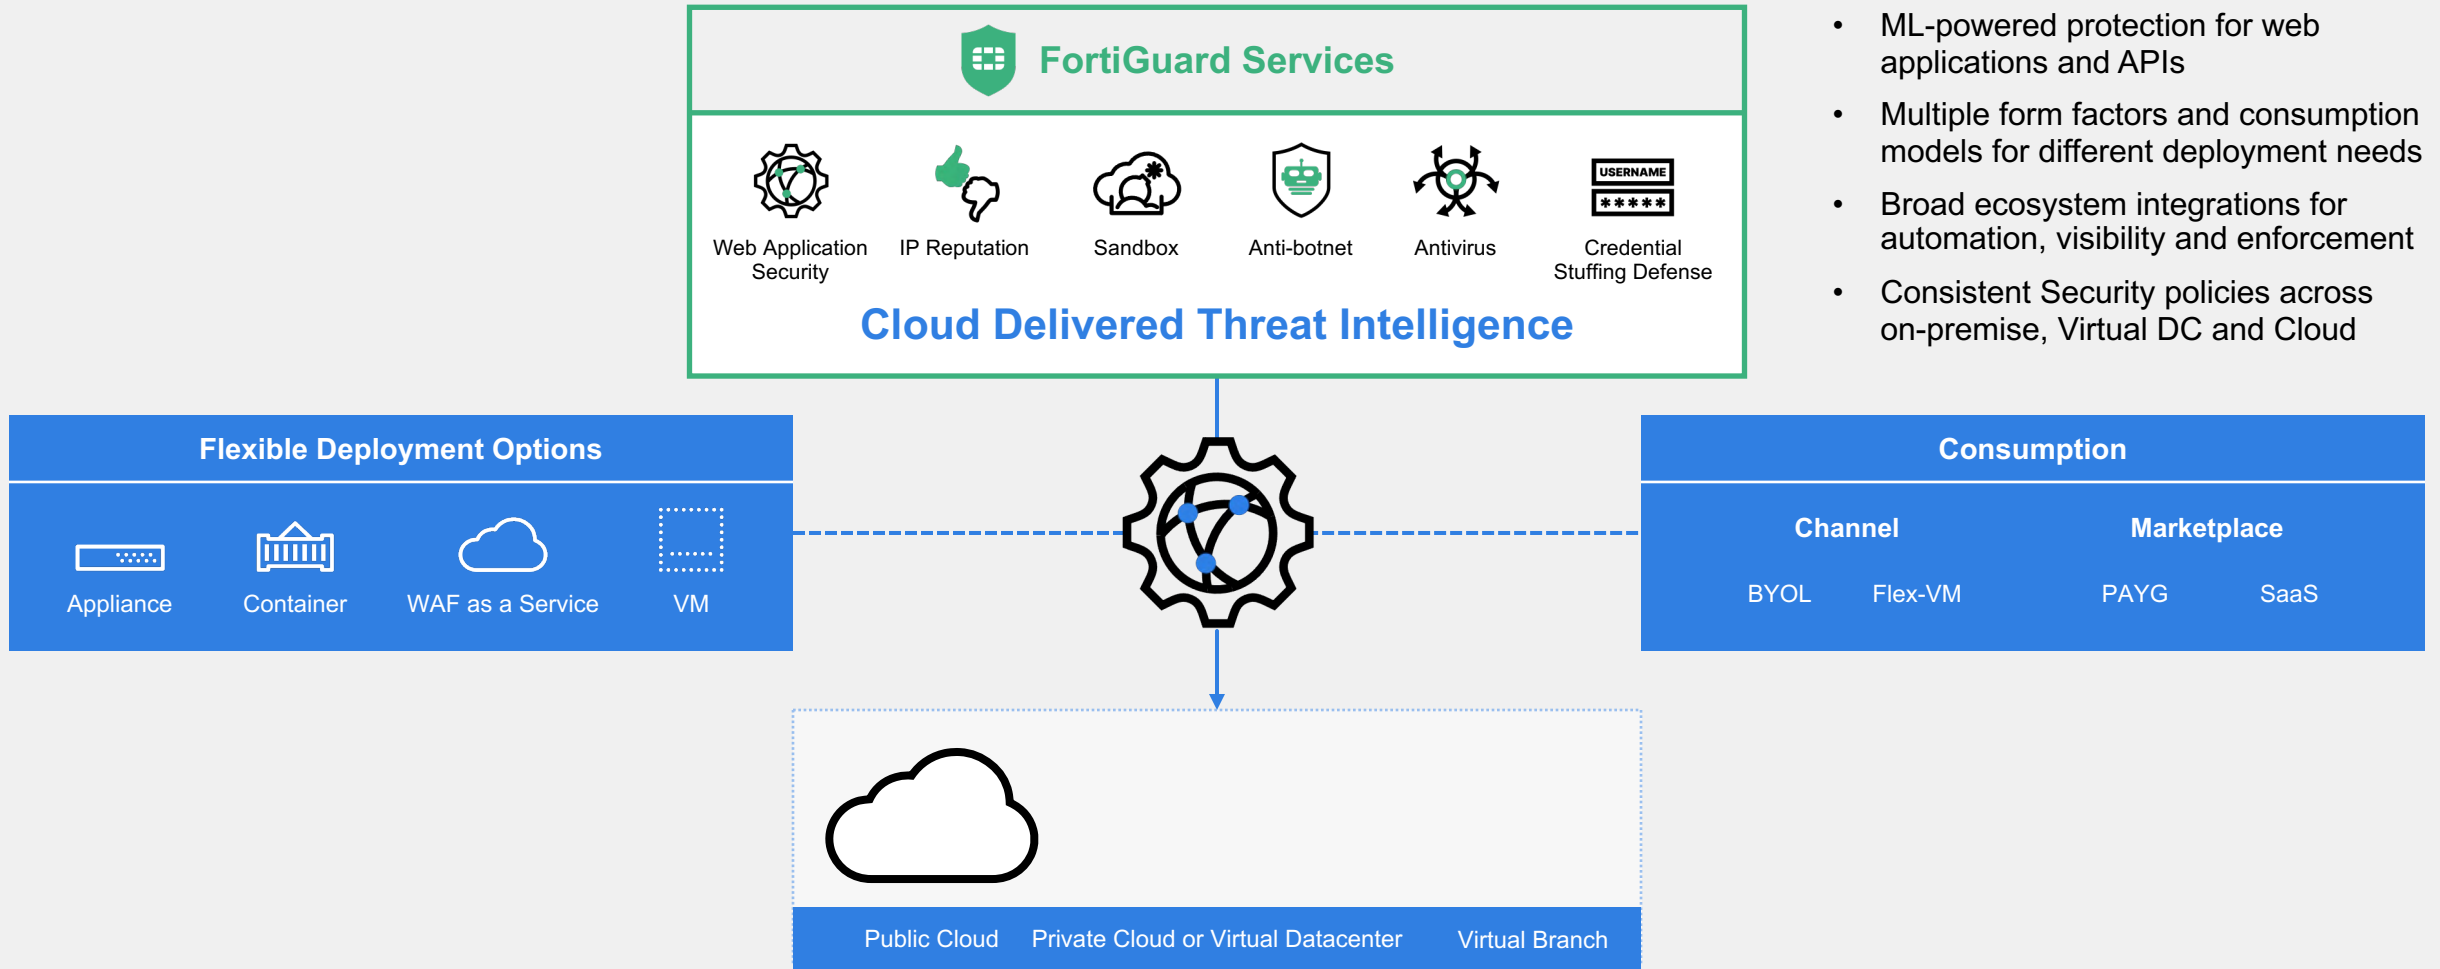 FortiGuard Services
Web Application
Security
IP Reputation
Sandbox
Anti-botnet
Antivirus
USERNAME
*****
Credential
Stuffing Defense
Cloud Delivered Threat Intelligence
• ML-powered protection for web
applications and APIs
• Multiple form factors and consumption
models for different deployment needs
• Broad ecosystem integrations for
automation, visibility and enforcement
• Consistent Security policies across
on-premise, Virtual DC and Cloud
Flexible Deployment Options
Appliance
Container
WAF as a Service
VM
Consumption
Channel
Marketplace
BYOL
Flex-VM
PAYG
SaaS
Public Cloud
Private Cloud or Virtual Datacenter
Virtual Branch